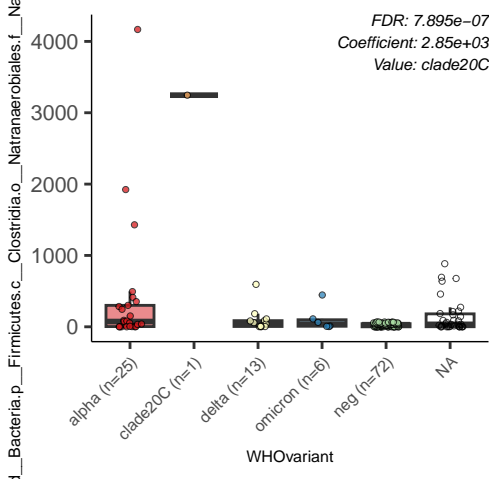 d__Bacteria.p__Firmicutes.c__Clostridia.o__Natranaerobiales.f__Na
FDR: 7.895e−07
Coefficient: 2.85e+03
Value: clade20C
4000
3000
2000
1000
0
alpha (n=25)
clade20C (n=1)
delta (n=13)
omicron (n=6)
neg (n=72)
NA
WHOvariant